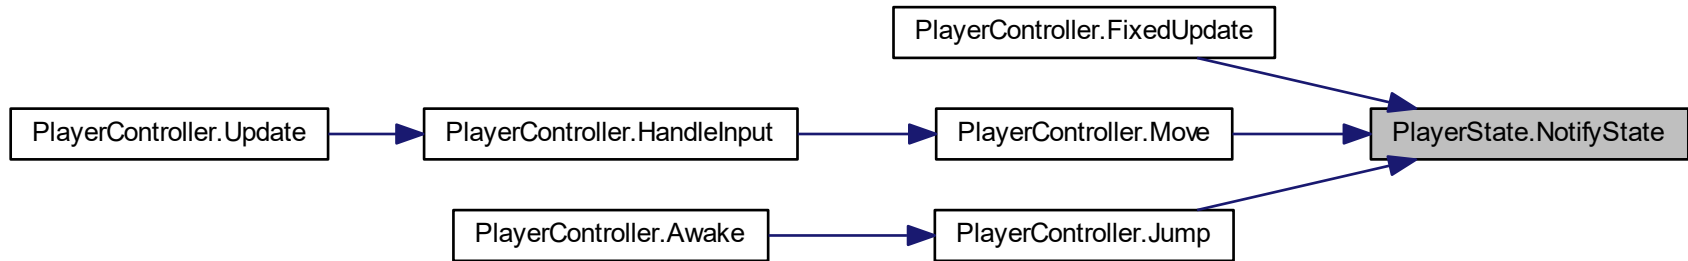 PlayerController.FixedUpdate
PlayerController.Update
PlayerController.HandleInput
PlayerController.Move
PlayerState.NotifyState
PlayerController.Awake
PlayerController.Jump